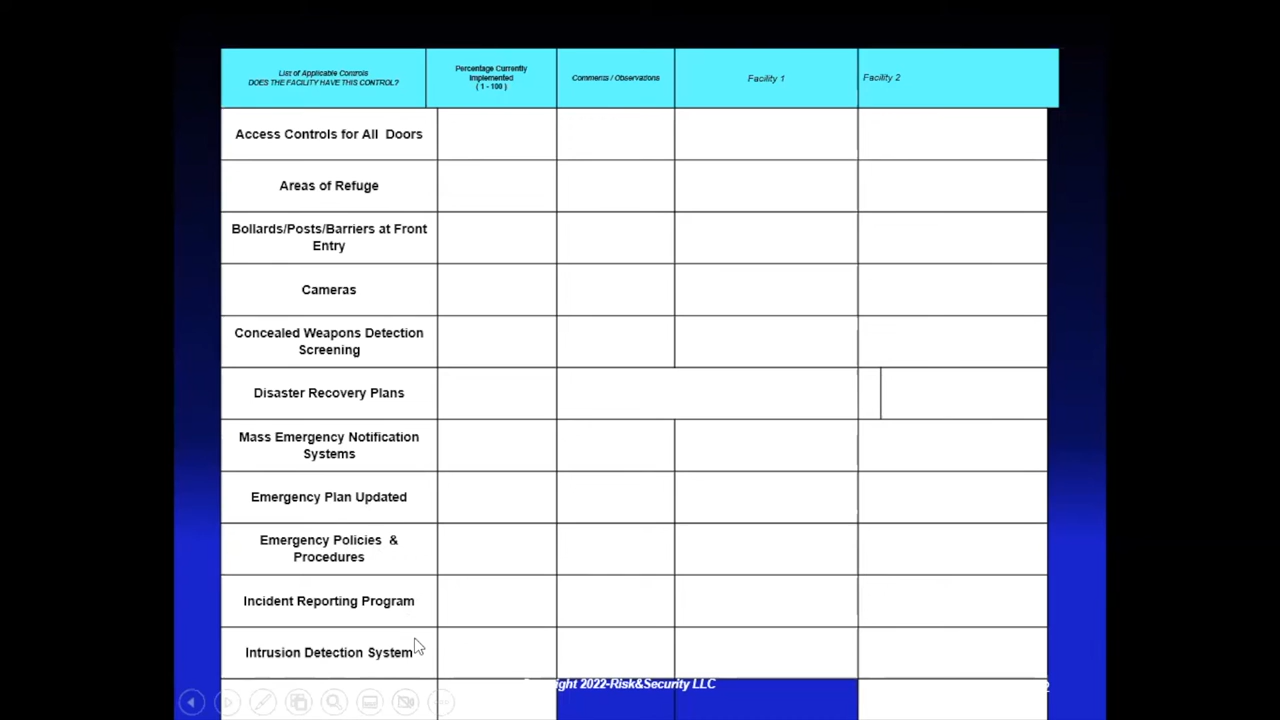 List of Applicable Controls
DOES THE FACILITY HAVE THIS CONTROL?
Percentage Currently
Implemented
( 1 - 100 )
Comments / Observations
Facility 1
Facility 2
Access Controls for All Doors
Areas of Refuge
Bollards/Posts/Barriers at Front
Entry
Cameras
Concealed Weapons Detection
Screening
Disaster Recovery Plans
Mass Emergency Notification
Systems
Emergency Plan Updated
Emergency Policies &
Procedures
Incident Reporting Program
Intrusion Detection System
2022-Risk&Security LLC